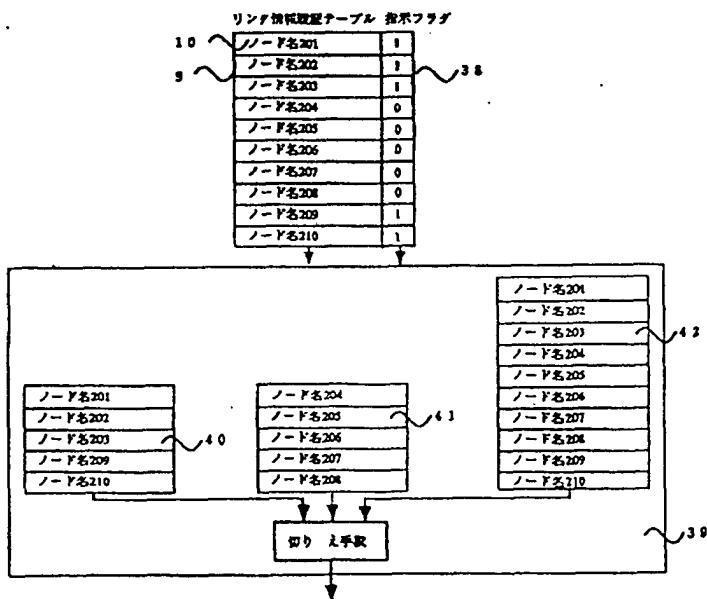 リンク情報履歴テーブル 指示フラグ
10 ノード名201 1
9 ノード名202 1 38
ノード名203 1
ノード名204 0
ノード名205 0
ノード名206 0
ノード名207 0
ノード名208 0
ノード名209 1
ノード名210 1
ノード名201
ノード名202
ノード名203 42
ノード名204
ノード名205
ノード名206
ノード名207
ノード名208
ノード名209
ノード名210
ノード名201
ノード名202
ノード名203 40
ノード名209
ノード名210
ノード名204
ノード名205 41
ノード名206
ノード名207
ノード名208
切り え手段
39